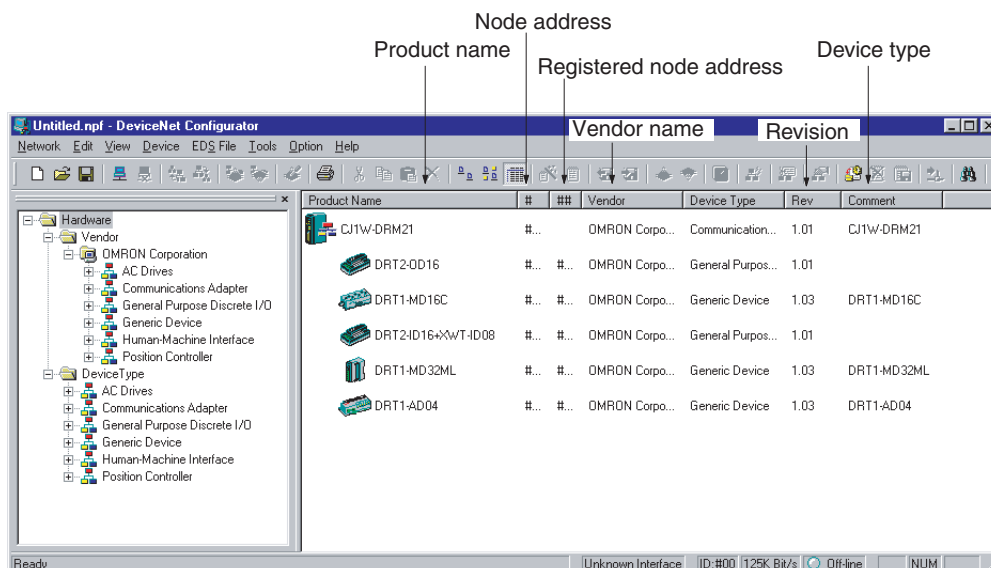 Node address
Product name
Registered node address
Device type
Untitled.npf - DeviceNet Configurator
Vendor name
Revision
Network Edit View Device EDS File Tools Option Help
Product Name # ## Vendor Device Type Rev Comment
Hardware
Vendor
OMRON Corporation
AC Drives
Communications Adapter
General Purpose Discrete I/O
Generic Device
Human-Machine Interface
Position Controller
DeviceType
AC Drives
Communications Adapter
General Purpose Discrete I/O
Generic Device
Human-Machine Interface
Position Controller
CJ1W-DRM21 #... OMRON Corpo... Communication... 1.01 CJ1W-DRM21
DRT2-OD16 #... #... OMRON Corpo... General Purpos... 1.01
DRT1-MD16C #... #... OMRON Corpo... Generic Device 1.03 DRT1-MD16C
DRT2-ID16+XWT-ID08 #... #... OMRON Corpo... General Purpos... 1.01
DRT1-MD32ML #... #... OMRON Corpo... Generic Device 1.03 DRT1-MD32ML
DRT1-AD04 #... #... OMRON Corpo... Generic Device 1.03 DRT1-AD04
Ready Unknown Interface ID:#00 125K Bit/s Off-line NUM